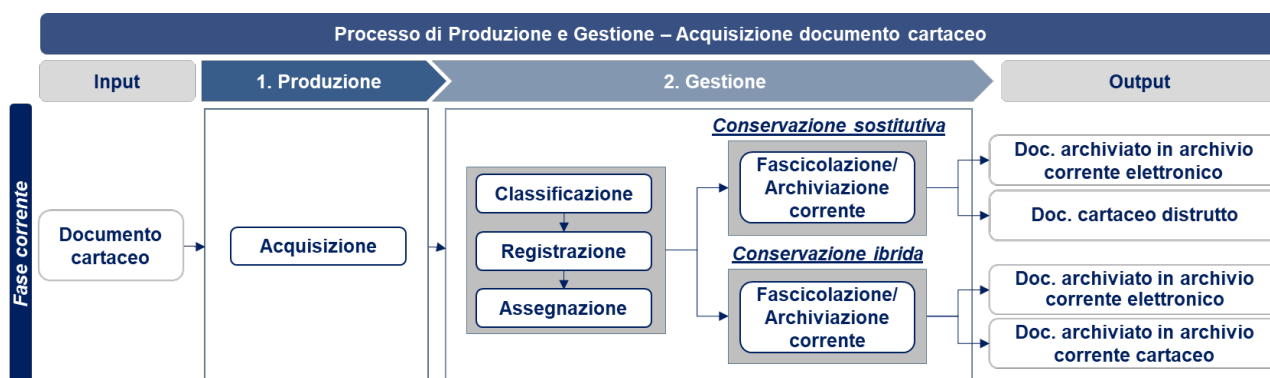 Processo di Produzione e Gestione – Acquisizione documento cartaceo
Input
1. Produzione
2. Gestione
Output
Fase corrente
Documento
cartaceo
Acquisizione
Classificazione
Registrazione
Assegnazione
Conservazione sostitutiva
Fascicolazione/
Archiviazione
corrente
Conservazione ibrida
Fascicolazione/
Archiviazione
corrente
Doc. archiviato in archivio
corrente elettronico
Doc. cartaceo distrutto
Doc. archiviato in archivio
corrente elettronico
Doc. archiviato in archivio
corrente cartaceo